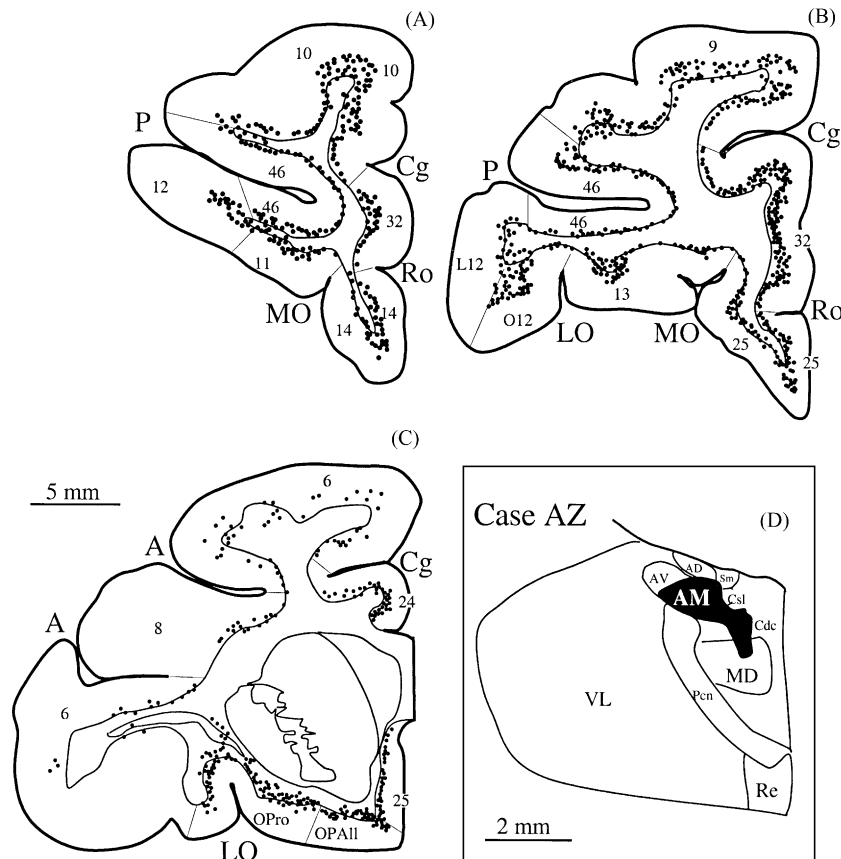 (A)
10
10
P
46
Cg
12
46
32
11
Ro
MO
14
14
(B)
9
Cg
P
46
46
L12
32
13
O12
LO
MO
Ro
25
25
(C)
5 mm
6
A
Cg
24
A
8
6
25
OPro
OPAll
LO
Case AZ
(D)
AD
Sm
AV
AM
Csl
Cdc
MD
Pcn
VL
Re
2 mm